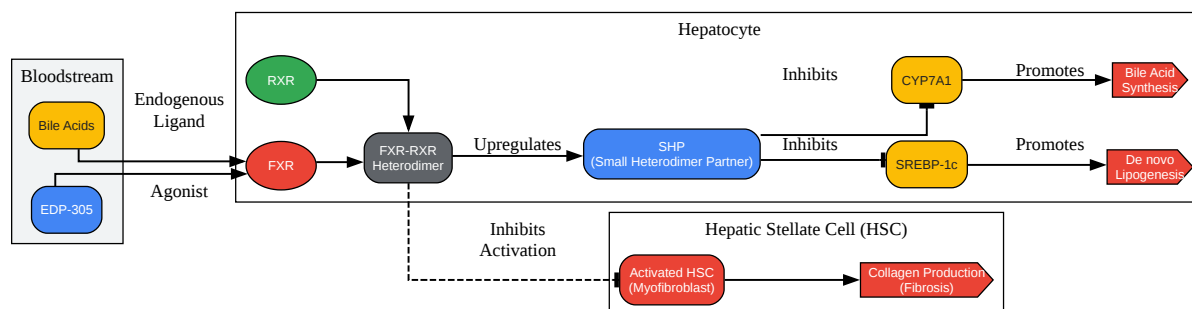 Hepatocyte
Bloodstream
RXR
Inhibits
CYP7A1
Promotes
Bile Acid
Synthesis
Bile Acids
Endogenous
Ligand
FXR
FXR-RXR
Heterodimer
Upregulates
SHP
(Small Heterodimer Partner)
Inhibits
SREBP-1c
Promotes
De novo
Lipogenesis
Agonist
EDP-305
Inhibits
Activation
Hepatic Stellate Cell (HSC)
Activated HSC
(Myofibroblast)
Collagen Production
(Fibrosis)